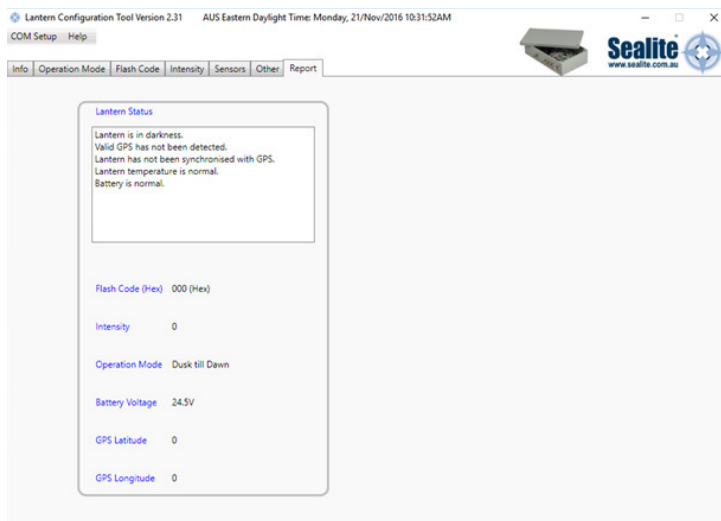 Lantern Configuration Tool Version 2.31 AUS Eastern Daylight Time: Monday, 21/Nov/2016 10:31:52AM
COM Setup Help
Sealite
www.sealite.com.au
Info Operation Mode Flash Code Intensity Sensors Other Report
Lantern Status
Lantern is in darkness.
Valid GPS has not been detected.
Lantern has not been synchronised with GPS.
Lantern temperature is normal.
Battery is normal.
Flash Code (Hex) 000 (Hex)
Intensity 0
Operation Mode Dusk till Dawn
Battery Voltage 24.5V
GPS Latitude 0
GPS Longitude 0